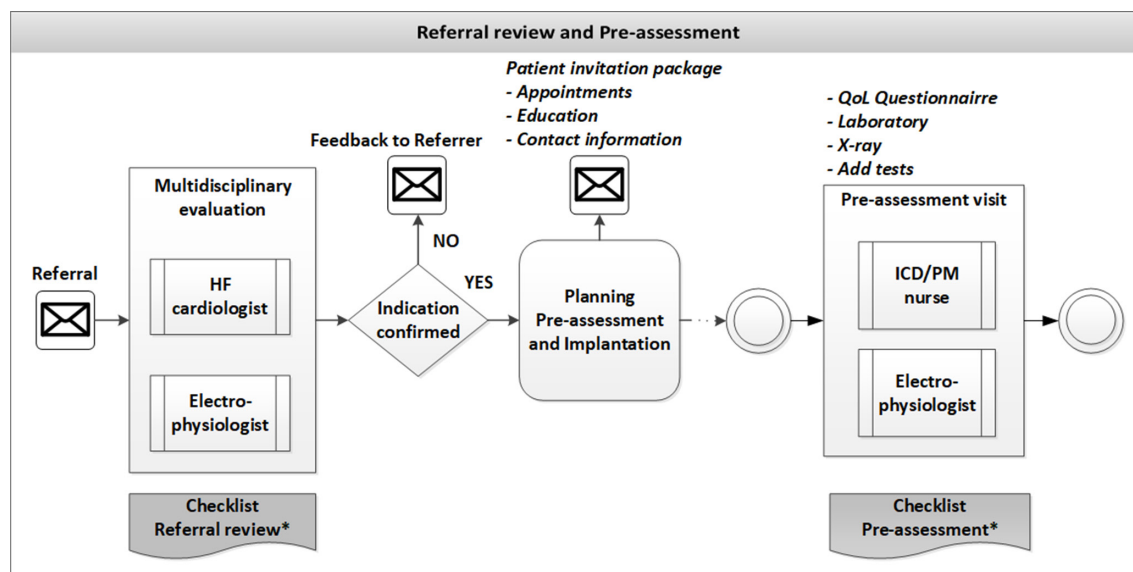 Referral review and Pre-assessment
Patient invitation package
- Appointments
- Education
- Contact information
- QoL Questionnairre
- Laboratory
- X-ray
- Add tests
Feedback to Referrer
Multidisciplinary
evaluation
Pre-assessment visit
NO
Referral
HF
cardiologist
YES
Indication
confirmed
Planning
Pre-assessment
and Implantation
ICD/PM
nurse
Electro-
physiologist
Electro-
physiologist
Checklist
Referral review*
Checklist
Pre-assessment*